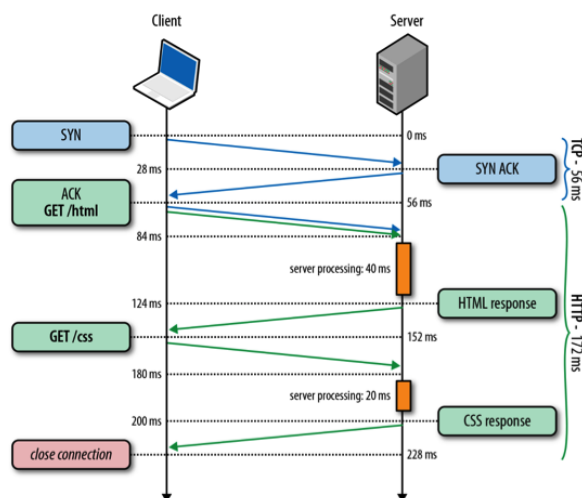 Client
Server
SYN
0 ms
TCP - 56 ms
28 ms
SYN ACK
ACK
GET /html
56 ms
84 ms
server processing: 40 ms
124 ms
HTML response
HTTP - 172 ms
GET /css
152 ms
180 ms
server processing: 20 ms
200 ms
CSS response
close connection
228 ms